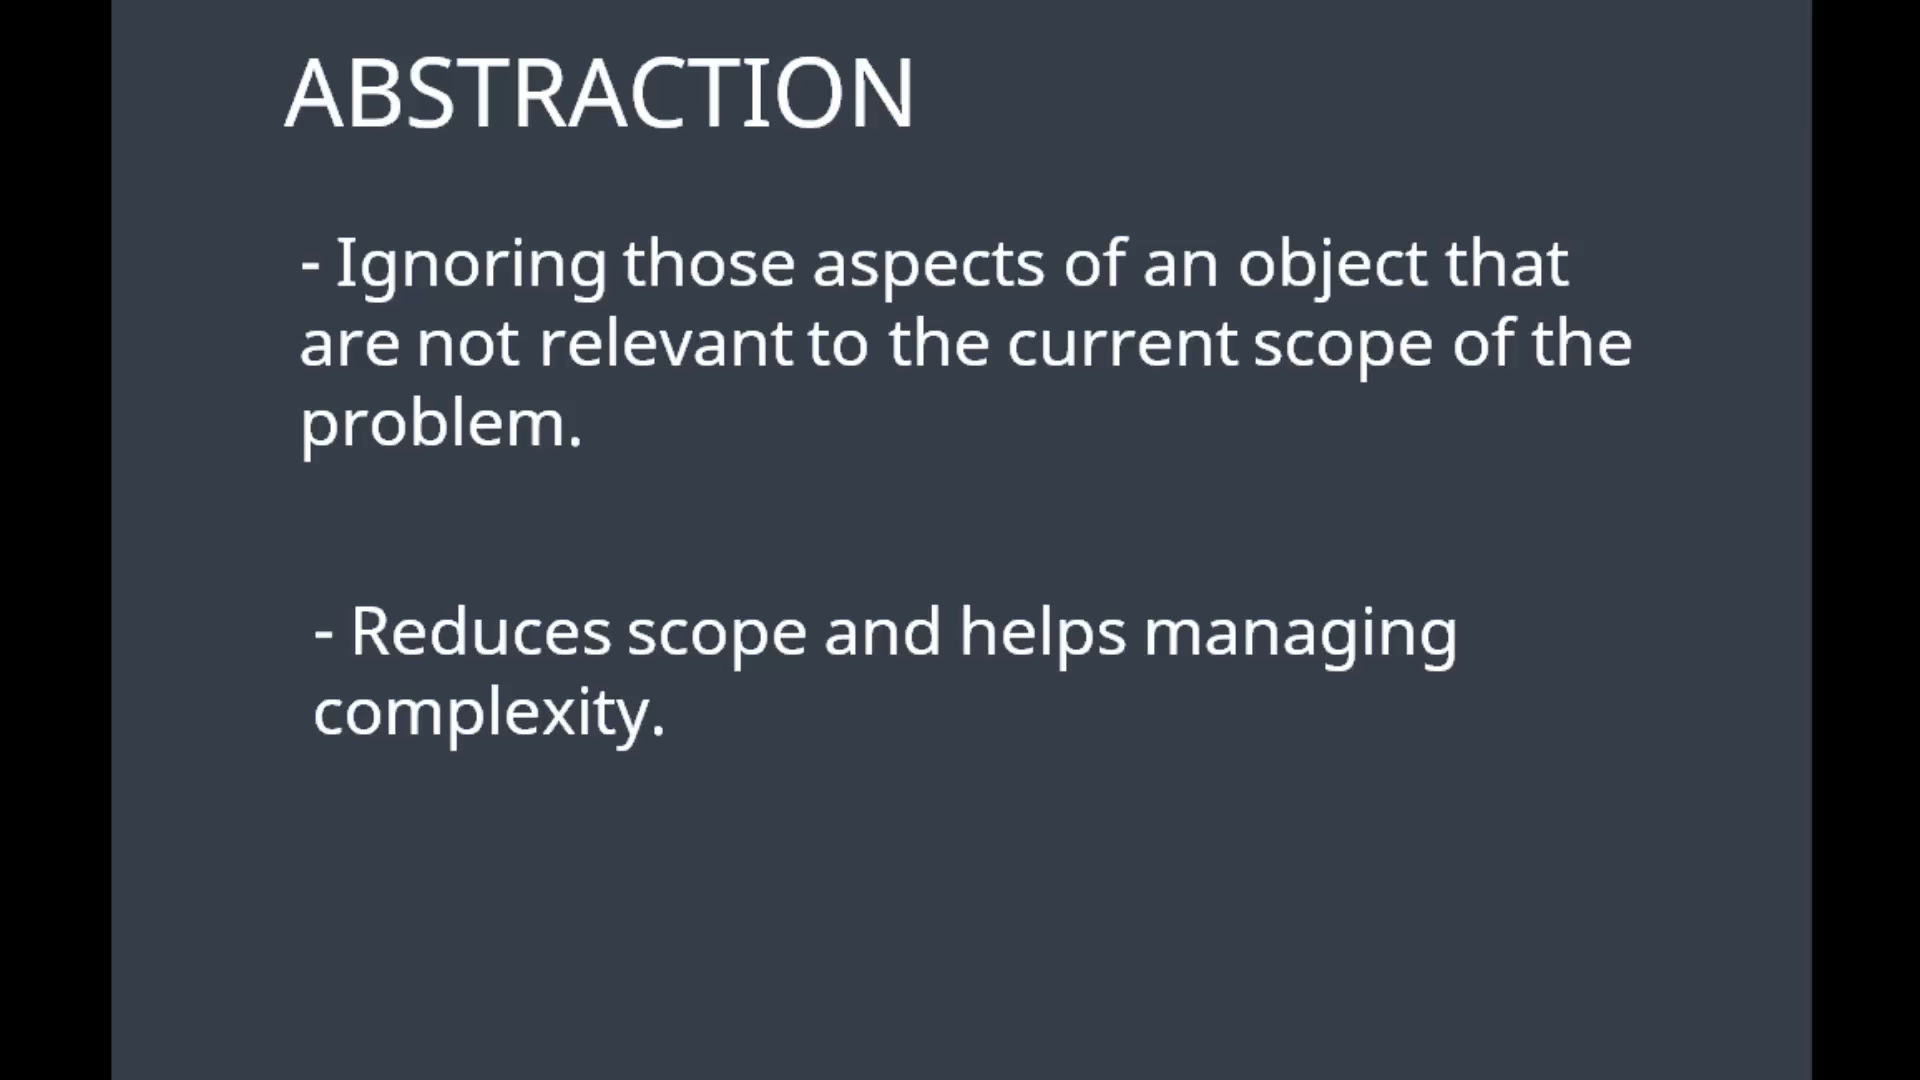 ABSTRACTION
- Ignoring those aspects of an object that
are not relevant to the current scope of the
problem.
- Reduces scope and helps managing
complexity.